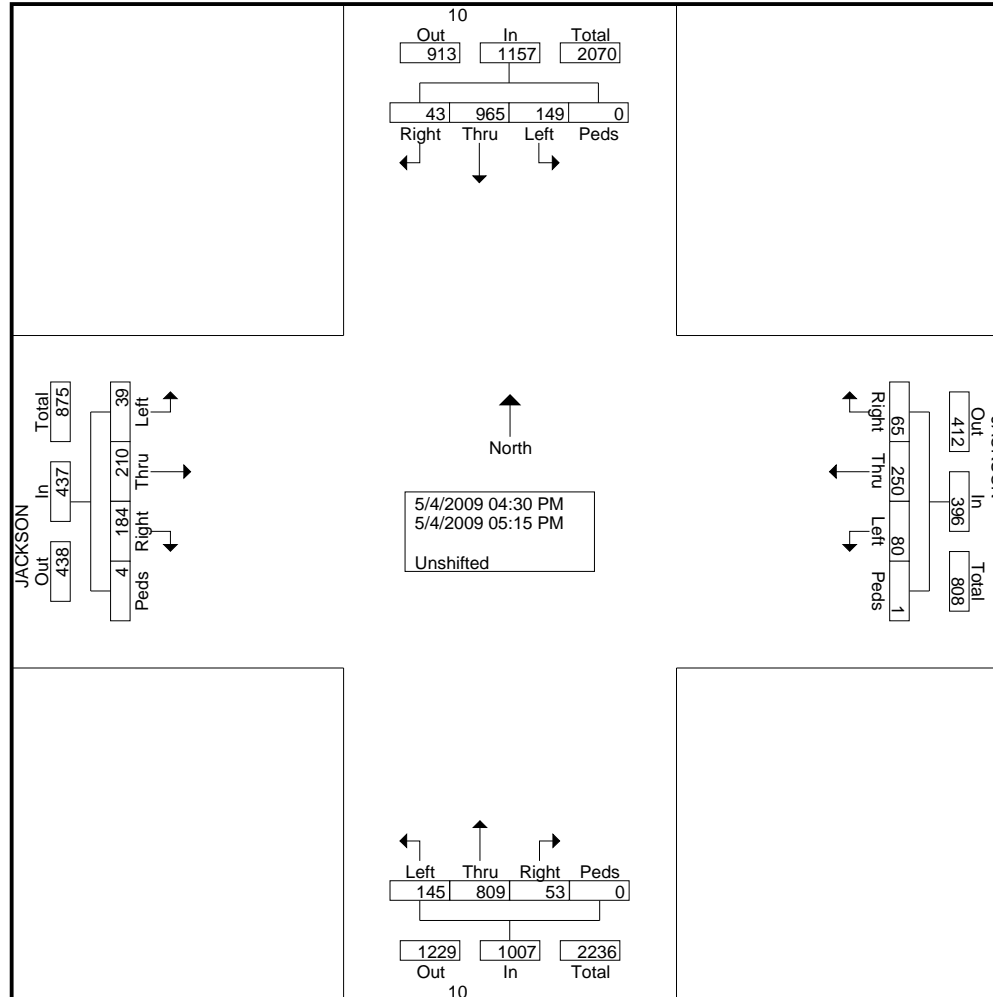 10
Out In Total
913 1157 2070
43 965 149 0
Right Thru Left Peds
JACKSON
Total In Out
875 437 438
39 210 184 4
Left Thru Right Peds
North
5/4/2009 04:30 PM
5/4/2009 05:15 PM
Unshifted
Right Thru Left Peds
65 250 80 1
Out In Total
412 396 808
Left Thru Right Peds
145 809 53 0
1229 1007 2236
Out In Total
10